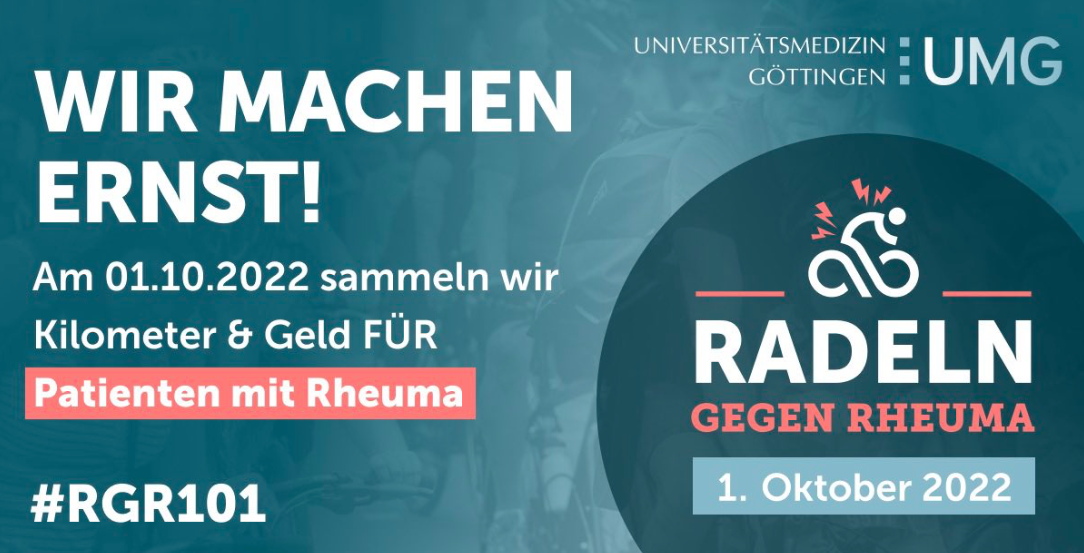 UNIVERSITÄTSMEDIZIN
GÖTTINGEN UMG
WIR MACHEN
ERNST!
Am 01.10.2022 sammeln wir
Kilometer & Geld FÜR
Patienten mit Rheuma
#RGR101
RADELN
GEGEN RHEUMA
1. Oktober 2022